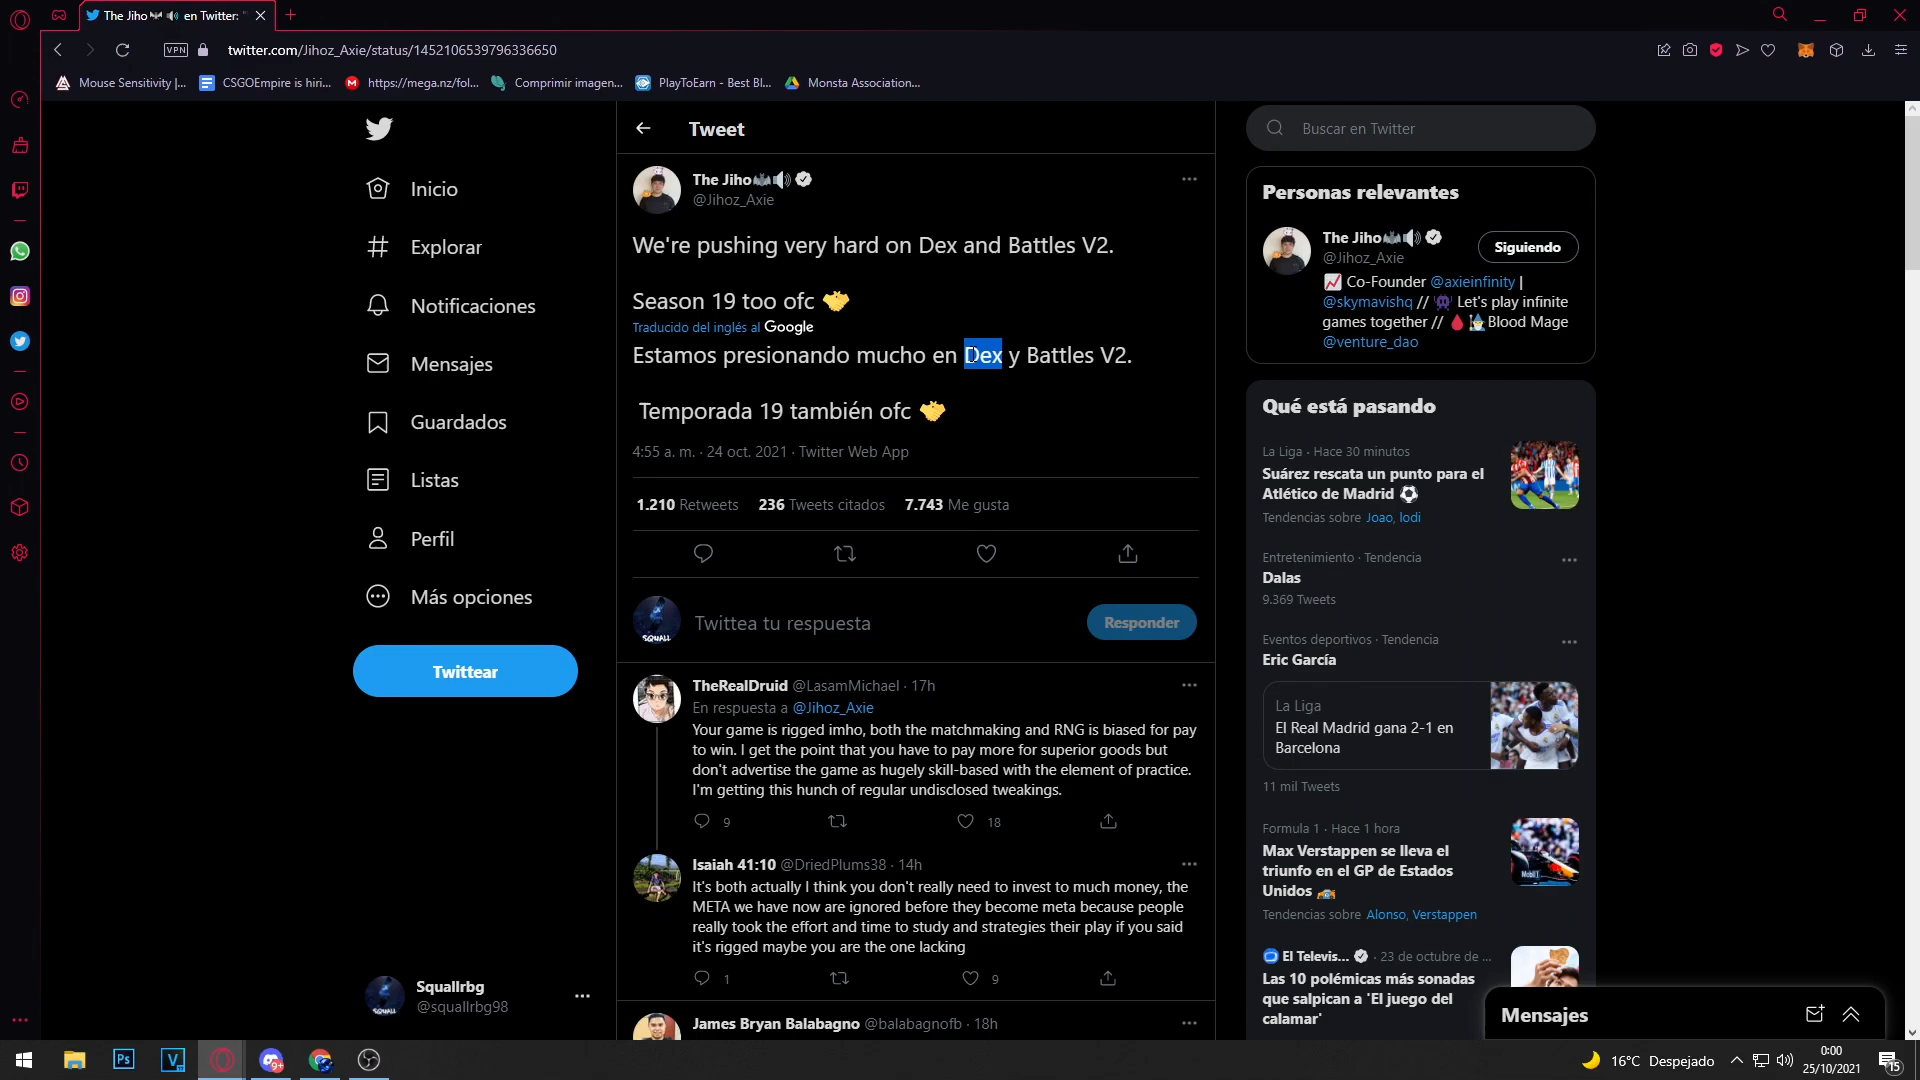 The Jiho en Twitter: "
VPN
twitter.com/Jihoz_Axie/status/1452106539796336650
Mouse Sensitivity |...
CSGOEmpire is hiri...
https://mega.nz/fol...
Comprimir imagen...
PlayToEarn - Best Bl...
Monsta Association...
Inicio
Explorar
Notificaciones
Mensajes
Guardados
Listas
Perfil
Más opciones
Twittear
Squallrbg
@squallrbg98
Tweet
The Jiho
@Jihoz_Axie
We're pushing very hard on Dex and Battles V2.
Season 19 too ofc
Traducido del inglés al Google
Estamos presionando mucho en Dex y Battles V2.
Temporada 19 también ofc
4:55 a. m. · 24 oct. 2021 · Twitter Web App
1.210 Retweets 236 Tweets citados 7.743 Me gusta
SQUALL
Twittea tu respuesta
Responder
TheRealDruid @LasamMichael · 17h
En respuesta a @Jihoz_Axie
Your game is rigged imho, both the matchmaking and RNG is biased for pay
to win. I get the point that you have to pay more for superior goods but
don't advertise the game as hugely skill-based with the element of practice.
I'm getting this hunch of regular undisclosed tweakings.
9 18
Isaiah 41:10 @DriedPlums38 · 14h
It's both actually I think you don't really need to invest to much money, the
META we have now are ignored before they become meta because people
really took the effort and time to study and strategies their play if you said
it's rigged maybe you are the one lacking
1 9
James Bryan Balabagno @balabagnofb · 18h
Buscar en Twitter
Personas relevantes
The Jiho
@Jihoz_Axie
Siguiendo
Co-Founder @axieinfinity |
@skymavishq // Let's play infinite
games together // Blood Mage
@venture_dao
Qué está pasando
La Liga · Hace 30 minutos
Suárez rescata un punto para el
Atlético de Madrid
Tendencias sobre Joao, lodi
Entretenimiento · Tendencia
Dalas
9.369 Tweets
Eventos deportivos · Tendencia
Eric García
La Liga
El Real Madrid gana 2-1 en
Barcelona
11 mil Tweets
Formula 1 · Hace 1 hora
Max Verstappen se lleva el
triunfo en el GP de Estados
Unidos
Tendencias sobre Alonso, Verstappen
El Televis... · 23 de octubre de ...
Las 10 polémicas más sonadas
que salpican a 'El juego del
calamar'
Mensajes
Ps
V
9+
16°C Despejado
0:00
25/10/2021
15